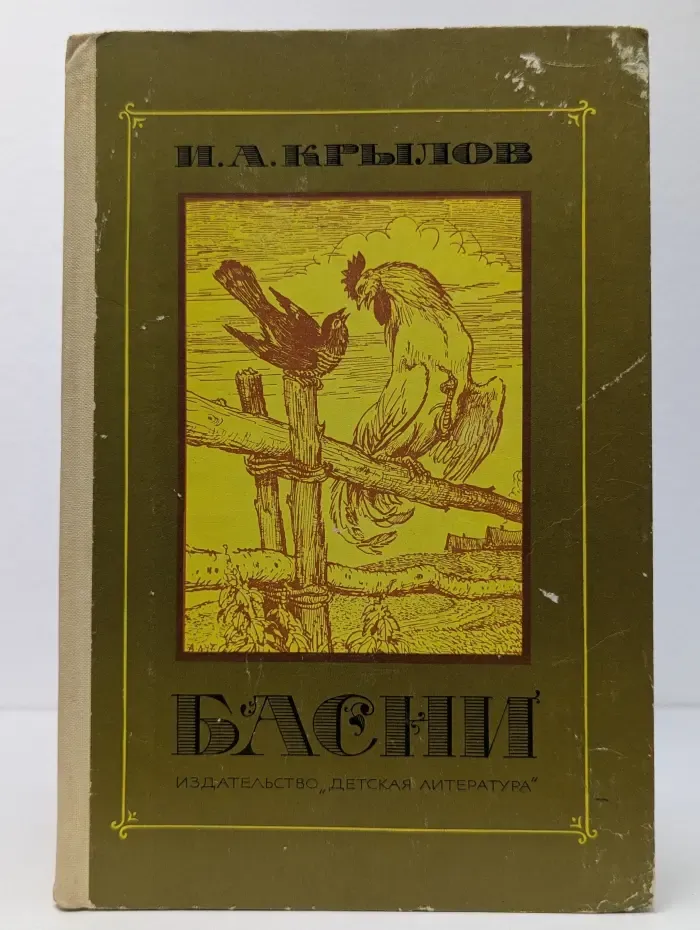 И. А. КРЫЛОВ
БАСНИ
ИЗДАТЕЛЬСТВО „ДЕТСКАЯ ЛИТЕРАТУРА“